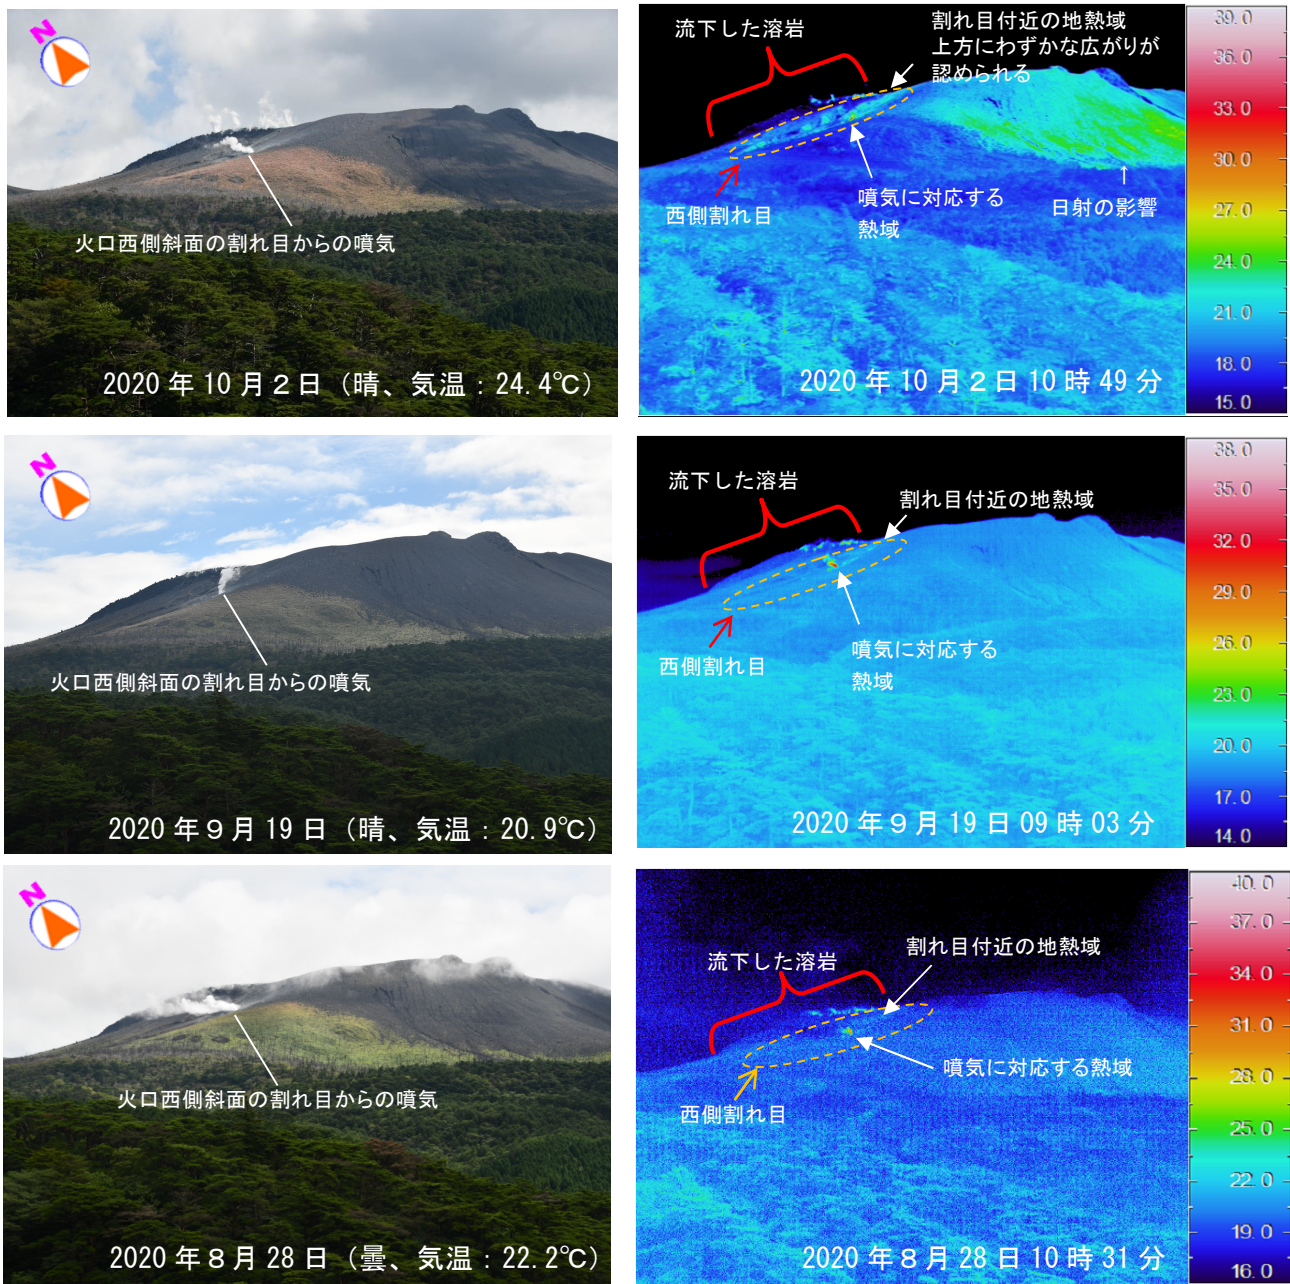 N
火口西側斜面の割れ目からの噴気
2020年10月2日（晴、気温：24.4℃）
流下した溶岩
割れ目付近の地熱域
上方にわずかな広がりが
認められる
西側割れ目
噴気に対応する
熱域
↑
日射の影響
2020年10月2日10時49分
39.0
36.0
33.0
30.0
27.0
24.0
21.0
18.0
15.0
N
火口西側斜面の割れ目からの噴気
2020年9月19日（晴、気温：20.9℃）
流下した溶岩
割れ目付近の地熱域
西側割れ目
噴気に対応する
熱域
2020年9月19日09時03分
38.0
35.0
32.0
29.0
26.0
23.0
20.0
17.0
14.0
N
火口西側斜面の割れ目からの噴気
2020年8月28日（曇、気温：22.2℃）
流下した溶岩
割れ目付近の地熱域
噴気に対応する熱域
西側割れ目
2020年8月28日10時31分
40.0
37.0
34.0
31.0
28.0
25.0
22.0
19.0
16.0